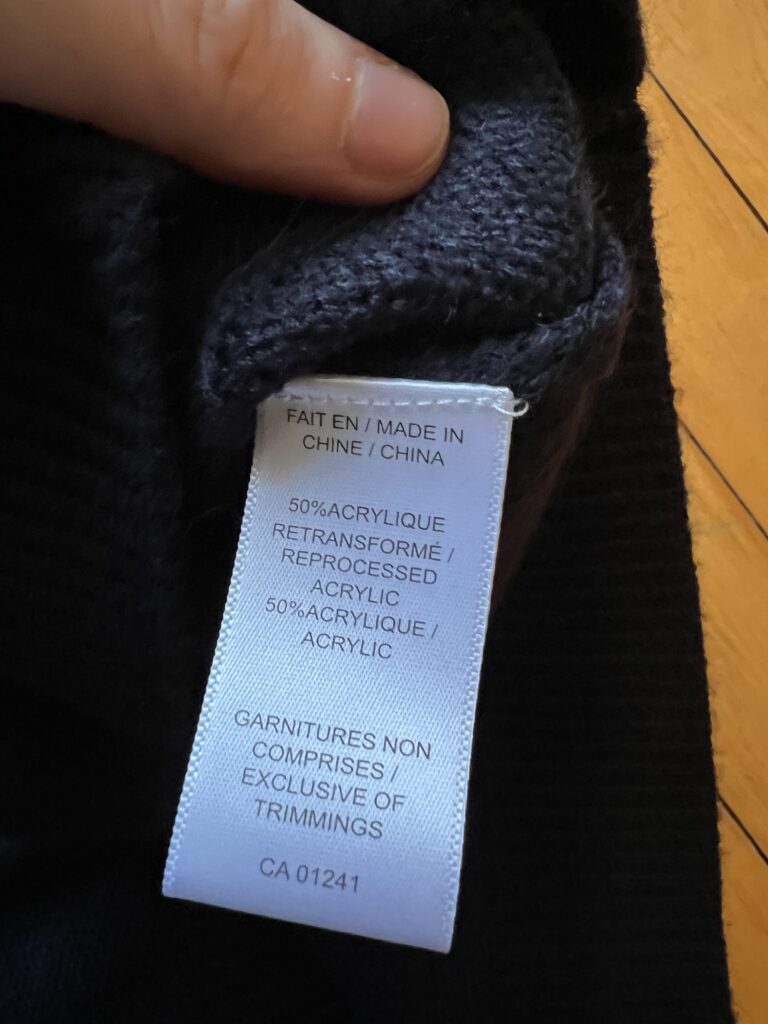 FAIT EN / MADE IN
CHINE / CHINA
50%ACRYLIQUE
RETRANSFORMÉ /
REPROCESSED
ACRYLIC
50%ACRYLIQUE /
ACRYLIC
GARNITURES NON
COMPRISES /
EXCLUSIVE OF
TRIMMINGS
CA 01241